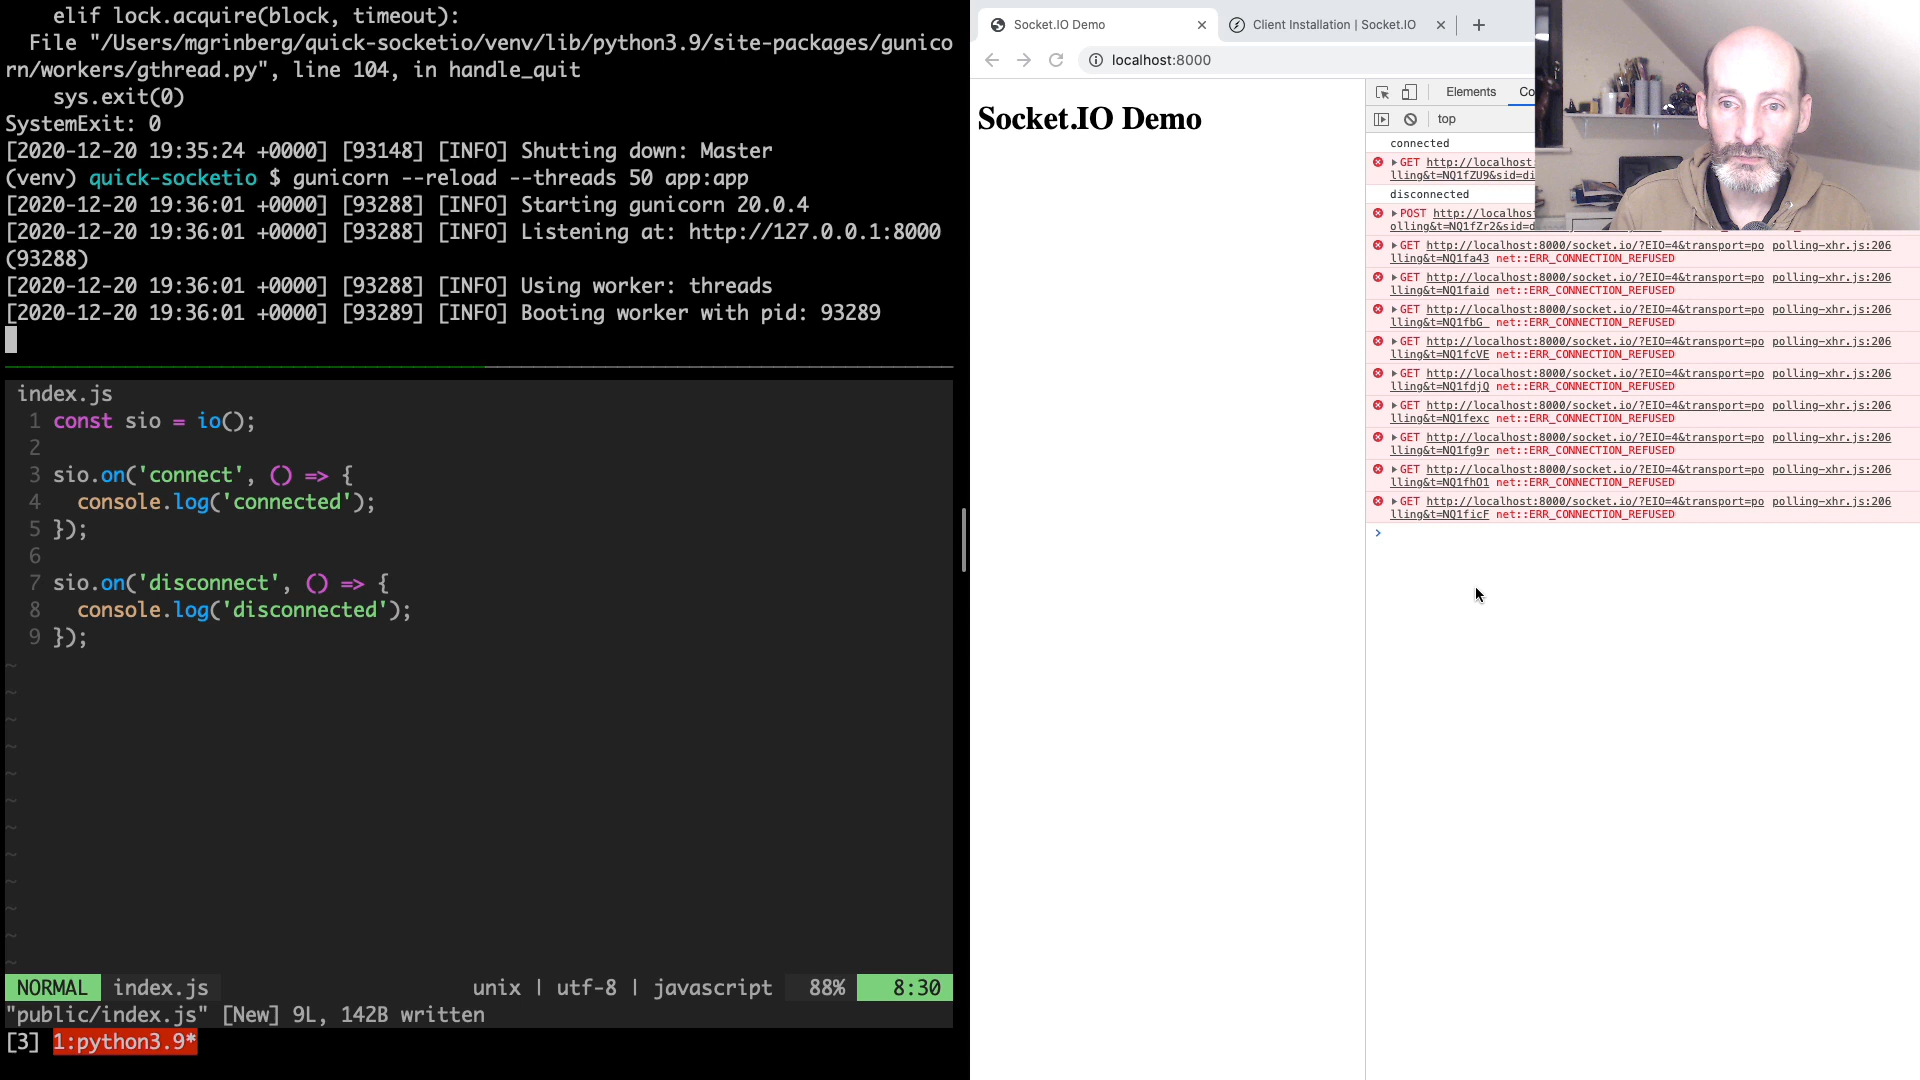 elif lock.acquire(block, timeout):
File "/Users/mgrinberg/quick-socketio/venv/lib/python3.9/site-packages/gunico
rn/workers/gthread.py", line 104, in handle_quit
sys.exit(0)
SystemExit: 0
[2020-12-20 19:35:24 +0000] [93148] [INFO] Shutting down: Master
(venv) quick-socketio $ gunicorn --reload --threads 50 app:app
[2020-12-20 19:36:01 +0000] [93288] [INFO] Starting gunicorn 20.0.4
[2020-12-20 19:36:01 +0000] [93288] [INFO] Listening at: http://127.0.0.1:8000
(93288)
[2020-12-20 19:36:01 +0000] [93288] [INFO] Using worker: threads
[2020-12-20 19:36:01 +0000] [93289] [INFO] Booting worker with pid: 93289
index.js
1 const sio = io();
2
3 sio.on('connect', () => {
4 console.log('connected');
5 });
6
7 sio.on('disconnect', () => {
8 console.log('disconnected');
9 });
~
~
~
~
~
~
~
~
~
~
~
~
NORMAL index.js unix | utf-8 | javascript 88% 8:30
"public/index.js" [New] 9L, 142B written
[3] 1:python3.9*
Socket.IO Demo
Client Installation | Socket.IO
localhost:8000
Socket.IO Demo
Elements Co
top
connected
GET http://localhost:
lling&t=NQ1fZU9&sid=di
disconnected
POST http://localhost
olling&t=NQ1fZr2&sid=d
GET http://localhost:8000/socket.io/?EIO=4&transport=po polling-xhr.js:206
lling&t=NQ1fa43 net::ERR_CONNECTION_REFUSED
GET http://localhost:8000/socket.io/?EIO=4&transport=po polling-xhr.js:206
lling&t=NQ1faid net::ERR_CONNECTION_REFUSED
GET http://localhost:8000/socket.io/?EIO=4&transport=po polling-xhr.js:206
lling&t=NQ1fbG_ net::ERR_CONNECTION_REFUSED
GET http://localhost:8000/socket.io/?EIO=4&transport=po polling-xhr.js:206
lling&t=NQ1fcVE net::ERR_CONNECTION_REFUSED
GET http://localhost:8000/socket.io/?EIO=4&transport=po polling-xhr.js:206
lling&t=NQ1fdjQ net::ERR_CONNECTION_REFUSED
GET http://localhost:8000/socket.io/?EIO=4&transport=po polling-xhr.js:206
lling&t=NQ1fexc net::ERR_CONNECTION_REFUSED
GET http://localhost:8000/socket.io/?EIO=4&transport=po polling-xhr.js:206
lling&t=NQ1fg9r net::ERR_CONNECTION_REFUSED
GET http://localhost:8000/socket.io/?EIO=4&transport=po polling-xhr.js:206
lling&t=NQ1fhO1 net::ERR_CONNECTION_REFUSED
GET http://localhost:8000/socket.io/?EIO=4&transport=po polling-xhr.js:206
lling&t=NQ1ficF net::ERR_CONNECTION_REFUSED